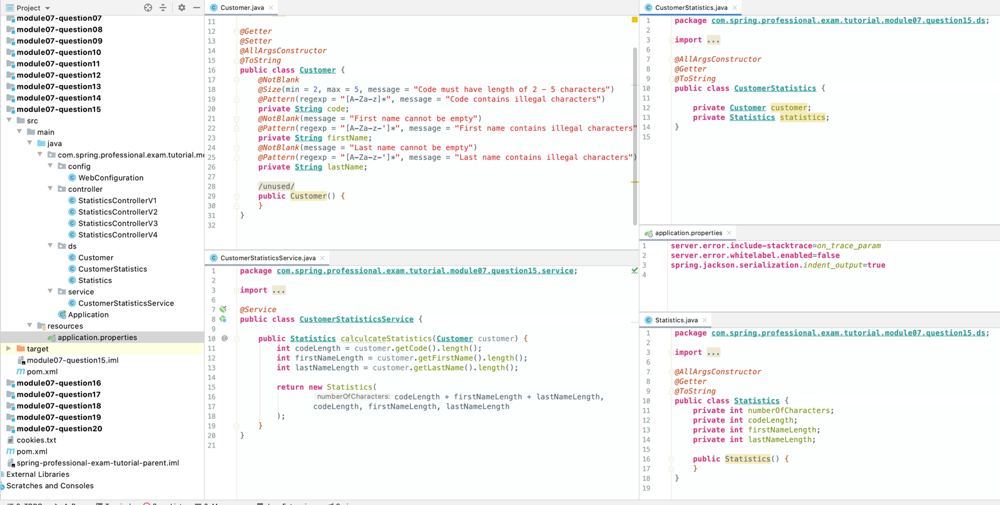 Project
module07-question07
module07-question08
module07-question09
module07-question10
module07-question11
module07-question12
module07-question13
module07-question14
module07-question15
src
main
java
com.spring.professional.exam.tutorial.mo
config
WebConfiguration
controller
StatisticsControllerV1
StatisticsControllerV2
StatisticsControllerV3
StatisticsControllerV4
ds
Customer
CustomerStatistics
Statistics
service
CustomerStatisticsService
Application
resources
application.properties
target
module07-question15.iml
pom.xml
module07-question16
module07-question17
module07-question18
module07-question19
module07-question20
cookies.txt
pom.xml
spring-professional-exam-tutorial-parent.iml
External Libraries
Scratches and Consoles
Customer.java
11
12 @Getter
13 @Setter
14 @AllArgsConstructor
15 @ToString
16 public class Customer {
17 @NotBlank
18 @Size(min = 2, max = 5, message = "Code must have length of 2 - 5 characters")
19 @Pattern(regexp = "[A-Za-z]*", message = "Code contains illegal characters")
20 private String code;
21 @NotBlank(message = "First name cannot be empty")
22 @Pattern(regexp = "[A-Za-z-']*", message = "First name contains illegal characters"
23 private String firstName;
24 @NotBlank(message = "Last name cannot be empty")
25 @Pattern(regexp = "[A-Za-z-']*", message = "Last name contains illegal characters")
26 private String lastName;
27
28 /unused/
29 public Customer() {
30 }
31 }
32
CustomerStatisticsService.java
1 package com.spring.professional.exam.tutorial.module07.question15.service;
2
3 import ...
6
7 @Service
8 public class CustomerStatisticsService {
9
10 @ public Statistics calculcateStatistics(Customer customer) {
11 int codeLength = customer.getCode().length();
12 int firstNameLength = customer.getFirstName().length();
13 int lastNameLength = customer.getLastName().length();
14
15 return new Statistics(
16 numberOfCharacters: codeLength + firstNameLength + lastNameLength,
17 codeLength, firstNameLength, lastNameLength
18 );
19 }
20 }
21
CustomerStatistics.java
1 package com.spring.professional.exam.tutorial.module07.question15.ds;
2
3 import ...
6
7 @AllArgsConstructor
8 @Getter
9 @ToString
10 public class CustomerStatistics {
11
12 private Customer customer;
13 private Statistics statistics;
14 }
15
application.properties
1 server.error.include-stacktrace=on_trace_param
2 server.error.whitelabel.enabled=false
3 spring.jackson.serialization.indent_output=true
4
Statistics.java
1 package com.spring.professional.exam.tutorial.module07.question15.ds;
2
3 import ...
6
7 @AllArgsConstructor
8 @Getter
9 @ToString
10 public class Statistics {
11 private int numberOfCharacters;
12 private int codeLength;
13 private int firstNameLength;
14 private int lastNameLength;
15
16 public Statistics() {
17 }
18 }
19